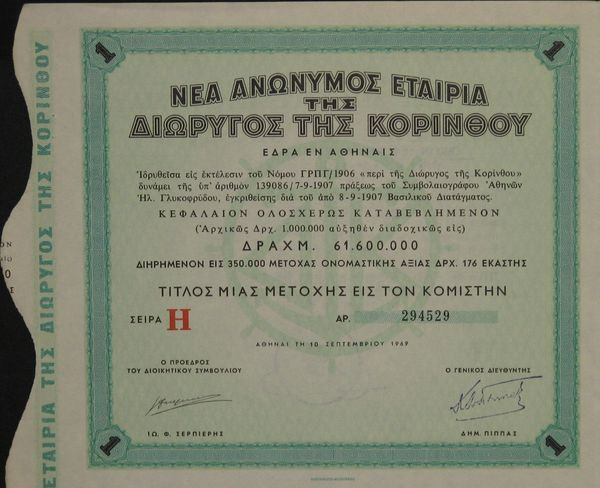 ΕΤΑΙΡΙΑ ΤΗΣ ΔΙΩΡΥΓΟΣ ΤΗΣ ΚΟΡΙΝΘΟΥ
1
1
ΝΕΑ ΑΝΩΝΥΜΟΣ ΕΤΑΙΡΙΑ
ΤΗΣ
ΔΙΩΡΥΓΟΣ ΤΗΣ ΚΟΡΙΝΘΟΥ
ΕΔΡΑ ΕΝ ΑΘΗΝΑΙΣ
Ἱδρυθεῖσα εἰς ἐκτέλεσιν τοῦ Νόμου ΓΡΠΓ/1906 «περὶ τῆς Διώρυγος τῆς Κορίνθου»
δυνάμει τῆς ὑπ' ἀριθμὸν 139086/7-9-1907 πράξεως τοῦ Συμβολαιογράφου Ἀθηνῶν
Ἠλ. Γλυκοφρύδου, ἐγκριθείσης διὰ τοῦ ἀπὸ 8-9-1907 Βασιλικοῦ Διατάγματος.
ΚΕΦΑΛΑΙΟΝ ΟΛΟΣΧΕΡΩΣ ΚΑΤΑΒΕΒΛΗΜΕΝΟΝ
(Ἀρχικῶς Δρχ. 1.000.000 αὐξηθὲν διαδοχικῶς εἰς)
ΔΡΑΧΜ. 61.600.000
ΔΙΗΡΗΜΕΝΟΝ ΕΙΣ 350.000 ΜΕΤΟΧΑΣ ΟΝΟΜΑΣΤΙΚΗΣ ΑΞΙΑΣ ΔΡΧ. 176 ΕΚΑΣΤΗΣ
ΤΙΤΛΟΣ ΜΙΑΣ ΜΕΤΟΧΗΣ ΕΙΣ ΤΟΝ ΚΟΜΙΣΤΗΝ
ΣΕΙΡΑ Η ΑΡ. 294529
ΑΘΗΝΑΙ ΤΗ 10 ΣΕΠΤΕΜΒΡΙΟΥ 1969
Ο ΠΡΟΕΔΡΟΣ
ΤΟΥ ΔΙΟΙΚΗΤΙΚΟΥ ΣΥΜΒΟΥΛΙΟΥ
Ο ΓΕΝΙΚΟΣ ΔΙΕΥΘΥΝΤΗΣ
ΙΩ. Φ. ΣΕΡΠΙΕΡΗΣ
ΔΗΜ. ΠΙΠΠΑΣ
1
1